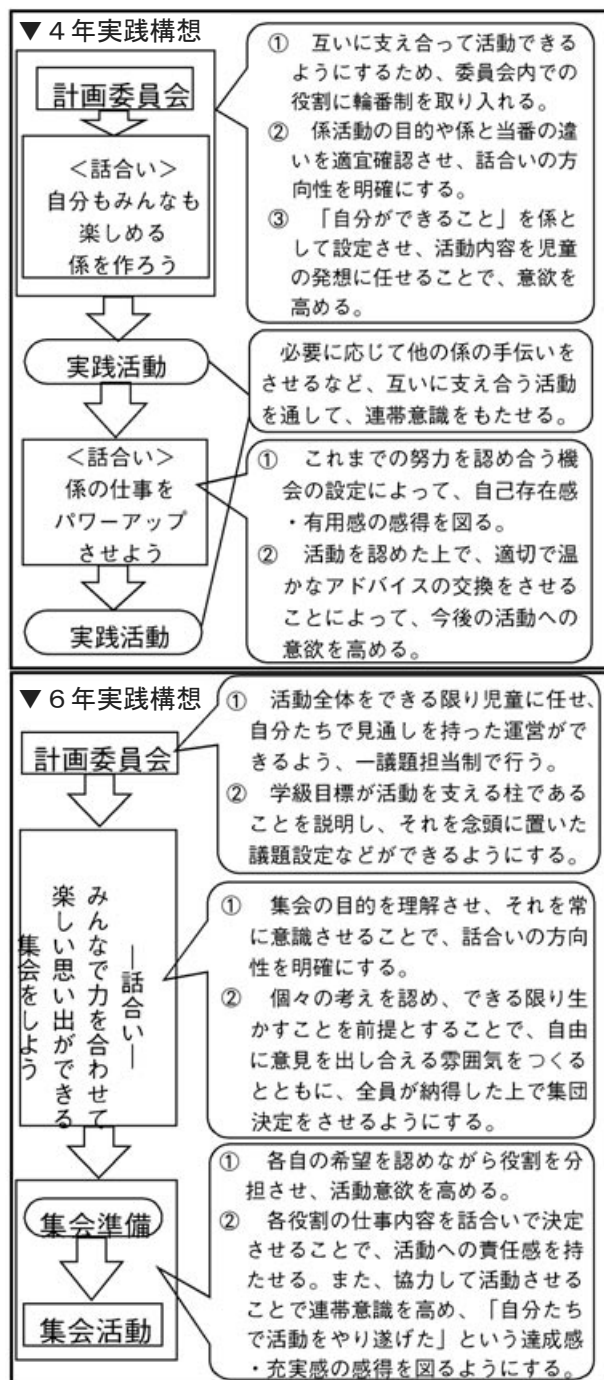 ▼４年実践構想
計画委員会
＜話合い＞
自分もみんなも
楽しめる
係を作ろう
①　互いに支え合って活動できる
ようにするため、委員会内での
役割に輪番制を取り入れる。
②　係活動の目的や係と当番の違
いを適宜確認させ、話合いの方
向性を明確にする。
③　「自分ができること」を係と
して設定させ、活動内容を児童
の発想に任せることで、意欲を
高める。
実践活動
必要に応じて他の係の手伝いを
させるなど、互いに支え合う活動
を通して、連帯意識をもたせる。
＜話合い＞
係の仕事を
パワーアップ
させよう
①　これまでの努力を認め合う機
会の設定によって、自己存在感
・有用感の感得を図る。
②　活動を認めた上で、適切で温
かなアドバイスの交換をさせる
ことによって、今後の活動への
意欲を高める。
実践活動
▼６年実践構想
計画委員会
①　活動全体をできる限り児童に任せ、
自分たちで見通しを持った運営がで
きるよう、一議題担当制で行う。
②　学級目標が活動を支える柱である
ことを説明し、それを念頭に置いた
議題設定などができるようにする。
―話合い―
みんなで力を合わせて
楽しい思い出ができる
集会をしよう
①　集会の目的を理解させ、それを常
に意識させることで、話合いの方向
性を明確にする。
②　個々の考えを認め、できる限り生
かすことを前提とすることで、自由
に意見を出し合える雰囲気をつくる
とともに、全員が納得した上で集団
決定をさせるようにする。
集会準備
集会活動
①　各自の希望を認めながら役割を分
担させ、活動意欲を高める。
②　各役割の仕事内容を話合いで決定
させることで、活動への責任感を持
たせる。また、協力して活動させる
ことで連帯意識を高め、「自分たち
で活動をやり遂げた」という達成感
・充実感の感得を図るようにする。